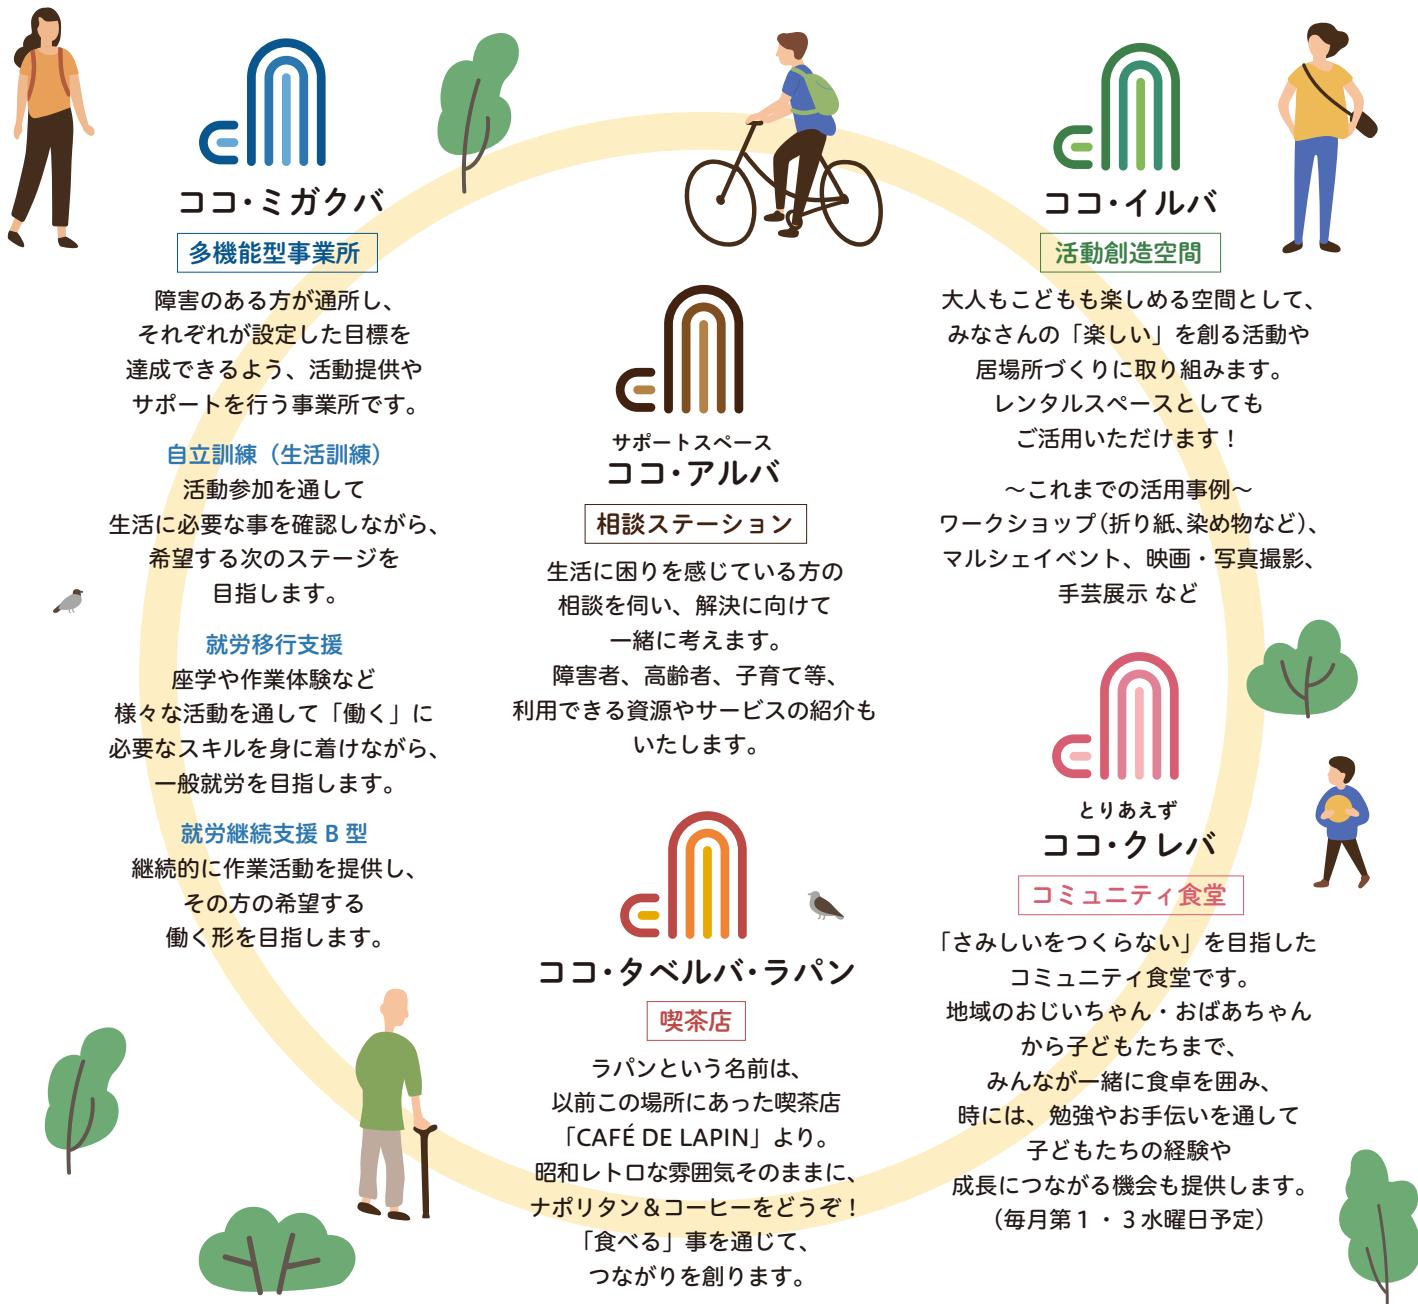 ココ・ミガクバ
多機能型事業所
障害のある方が通所し、
それぞれが設定した目標を
達成できるよう、活動提供や
サポートを行う事業所です。
自立訓練（生活訓練）
活動参加を通して
生活に必要な事を確認しながら、
希望する次のステージを
目指します。
就労移行支援
座学や作業体験など
様々な活動を通して「働く」に
必要なスキルを身に着けながら、
一般就労を目指します。
就労継続支援 B 型
継続的に作業活動を提供し、
その方の希望する
働く形を目指します。
サポートスペース
ココ・アルバ
相談ステーション
生活に困りを感じている方の
相談を伺い、解決に向けて
一緒に考えます。
障害者、高齢者、子育て等、
利用できる資源やサービスの紹介も
いたします。
ココ・タベルバ・ラパン
喫茶店
ラパンという名前は、
以前この場所にあった喫茶店
「CAFÉ DE LAPIN」より。
昭和レトロな雰囲気そのままに、
ナポリタン＆コーヒーをどうぞ！
「食べる」事を通じて、
つながりを創ります。
ココ・イルバ
活動創造空間
大人もこどもも楽しめる空間として、
みなさんの「楽しい」を創る活動や
居場所づくりに取り組みます。
レンタルスペースとしても
ご活用いただけます！
～これまでの活用事例～
ワークショップ（折り紙、染め物など）、
マルシェイベント、映画・写真撮影、
手芸展示 など
とりあえず
ココ・クレバ
コミュニティ食堂
「さみしいをつくらない」を目指した
コミュニティ食堂です。
地域のおじいちゃん・おばあちゃん
から子どもたちまで、
みんなが一緒に食卓を囲み、
時には、勉強やお手伝いを通して
子どもたちの経験や
成長につながる機会も提供します。
（毎月第１・３水曜日予定）